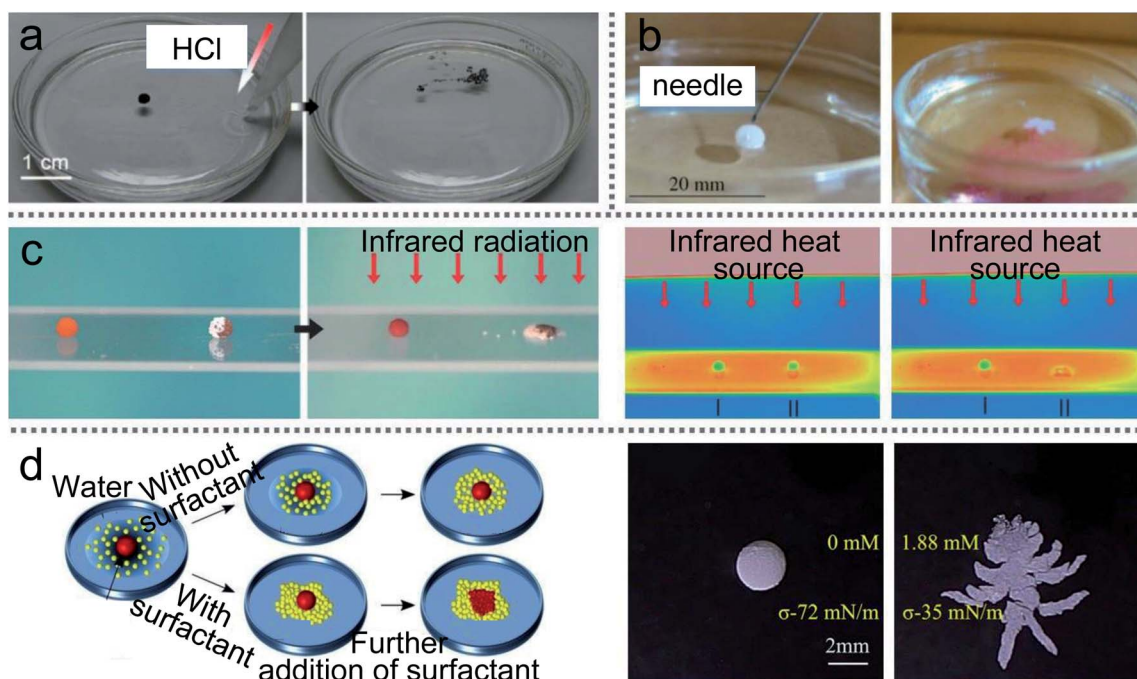 a
HCl
1 cm
b
needle
20 mm
c
Infrared radiation
Infrared heat
source
Infrared heat
source
I
II
I
II
d
Water
Without
surfactant
With
surfactant
Further
addition of surfactant
0 mM
σ-72 mN/m
2mm
1.88 mM
σ-35 mN/m